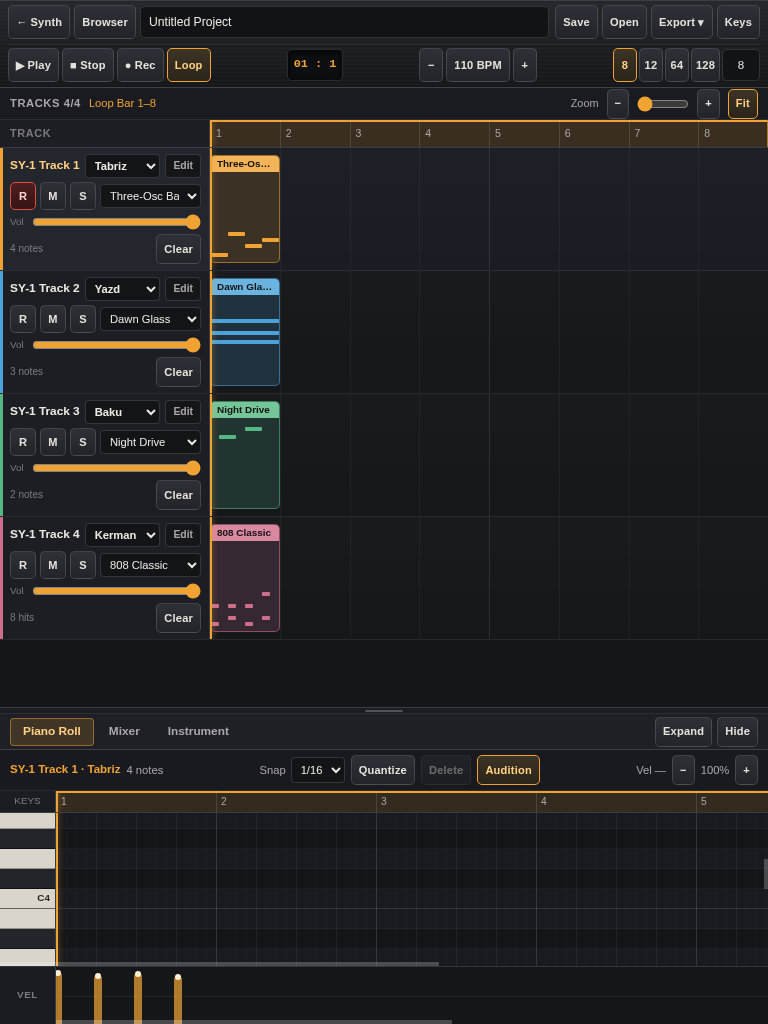 ← Synth Browser Untitled Project Save Open Export ▾ Keys
▶ Play ■ Stop ● Rec Loop 01 : 1 − 110 BPM + 8 12 64 128 8
TRACKS 4/4 Loop Bar 1–8 Zoom − + Fit
TRACK 1 2 3 4 5 6 7 8
SY-1 Track 1 Tabriz Edit Three-Os…
R M S Three-Osc Ba
Vol
4 notes Clear
SY-1 Track 2 Yazd Edit Dawn Gla…
R M S Dawn Glass
Vol
3 notes Clear
SY-1 Track 3 Baku Edit Night Drive
R M S Night Drive
Vol
2 notes Clear
SY-1 Track 4 Kerman Edit 808 Classic
R M S 808 Classic
Vol
8 hits Clear
Piano Roll Mixer Instrument Expand Hide
SY-1 Track 1 · Tabriz 4 notes Snap 1/16 Quantize Delete Audition Vel — − 100% +
KEYS 1 2 3 4 5
C4
VEL